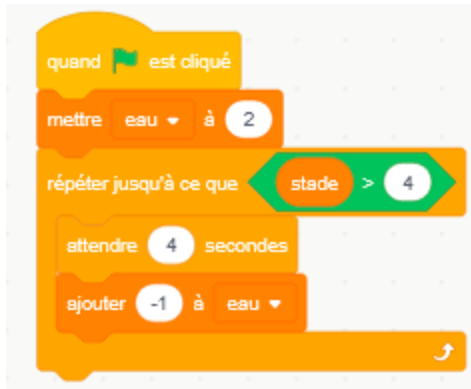 quand est cliqué
mettre eau à 2
répéter jusqu'à ce que stade > 4
attendre 4 secondes
ajouter -1 à eau